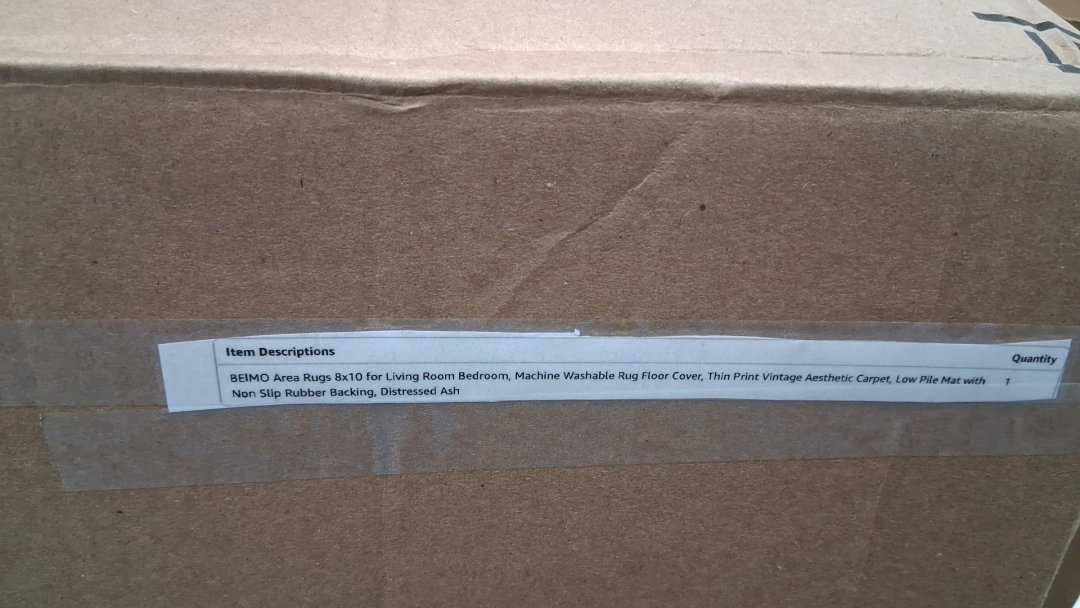 Item Descriptions
Quantity
BEIMO Area Rugs 8x10 for Living Room Bedroom, Machine Washable Rug Floor Cover, Thin Print Vintage Aesthetic Carpet, Low Pile Mat with 1
Non Slip Rubber Backing, Distressed Ash